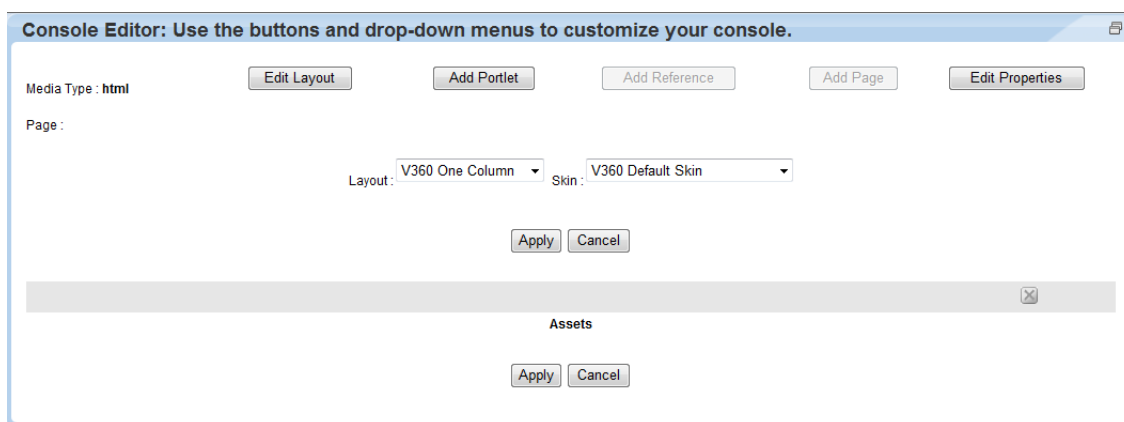 Console Editor: Use the buttons and drop-down menus to customize your console.
Media Type : html Edit Layout Add Portlet Add Reference Add Page Edit Properties
Page :
Layout : V360 One Column Skin : V360 Default Skin
Apply Cancel
Assets
Apply Cancel